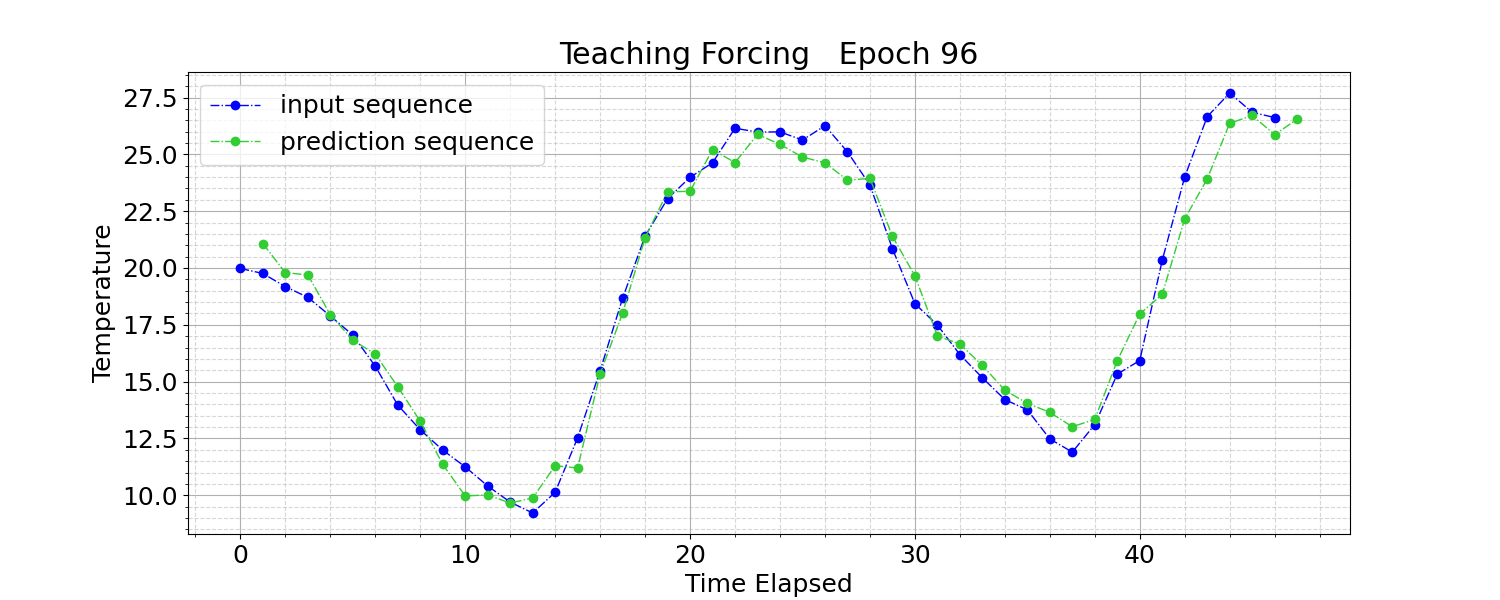 Teaching Forcing   Epoch 96
input sequence
prediction sequence
27.5
25.0
22.5
20.0
17.5
15.0
12.5
10.0
Temperature
0 10 20 30 40
Time Elapsed